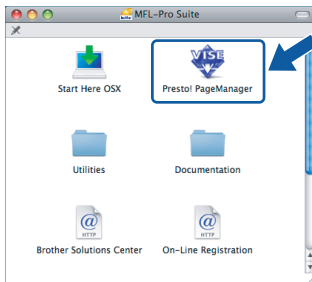 MFL-Pro Suite
VISE
Start Here OSX Presto! PageManager
Utilities Documentation
@ @
HTTP HTTP
Brother Solutions Center On-Line Registration